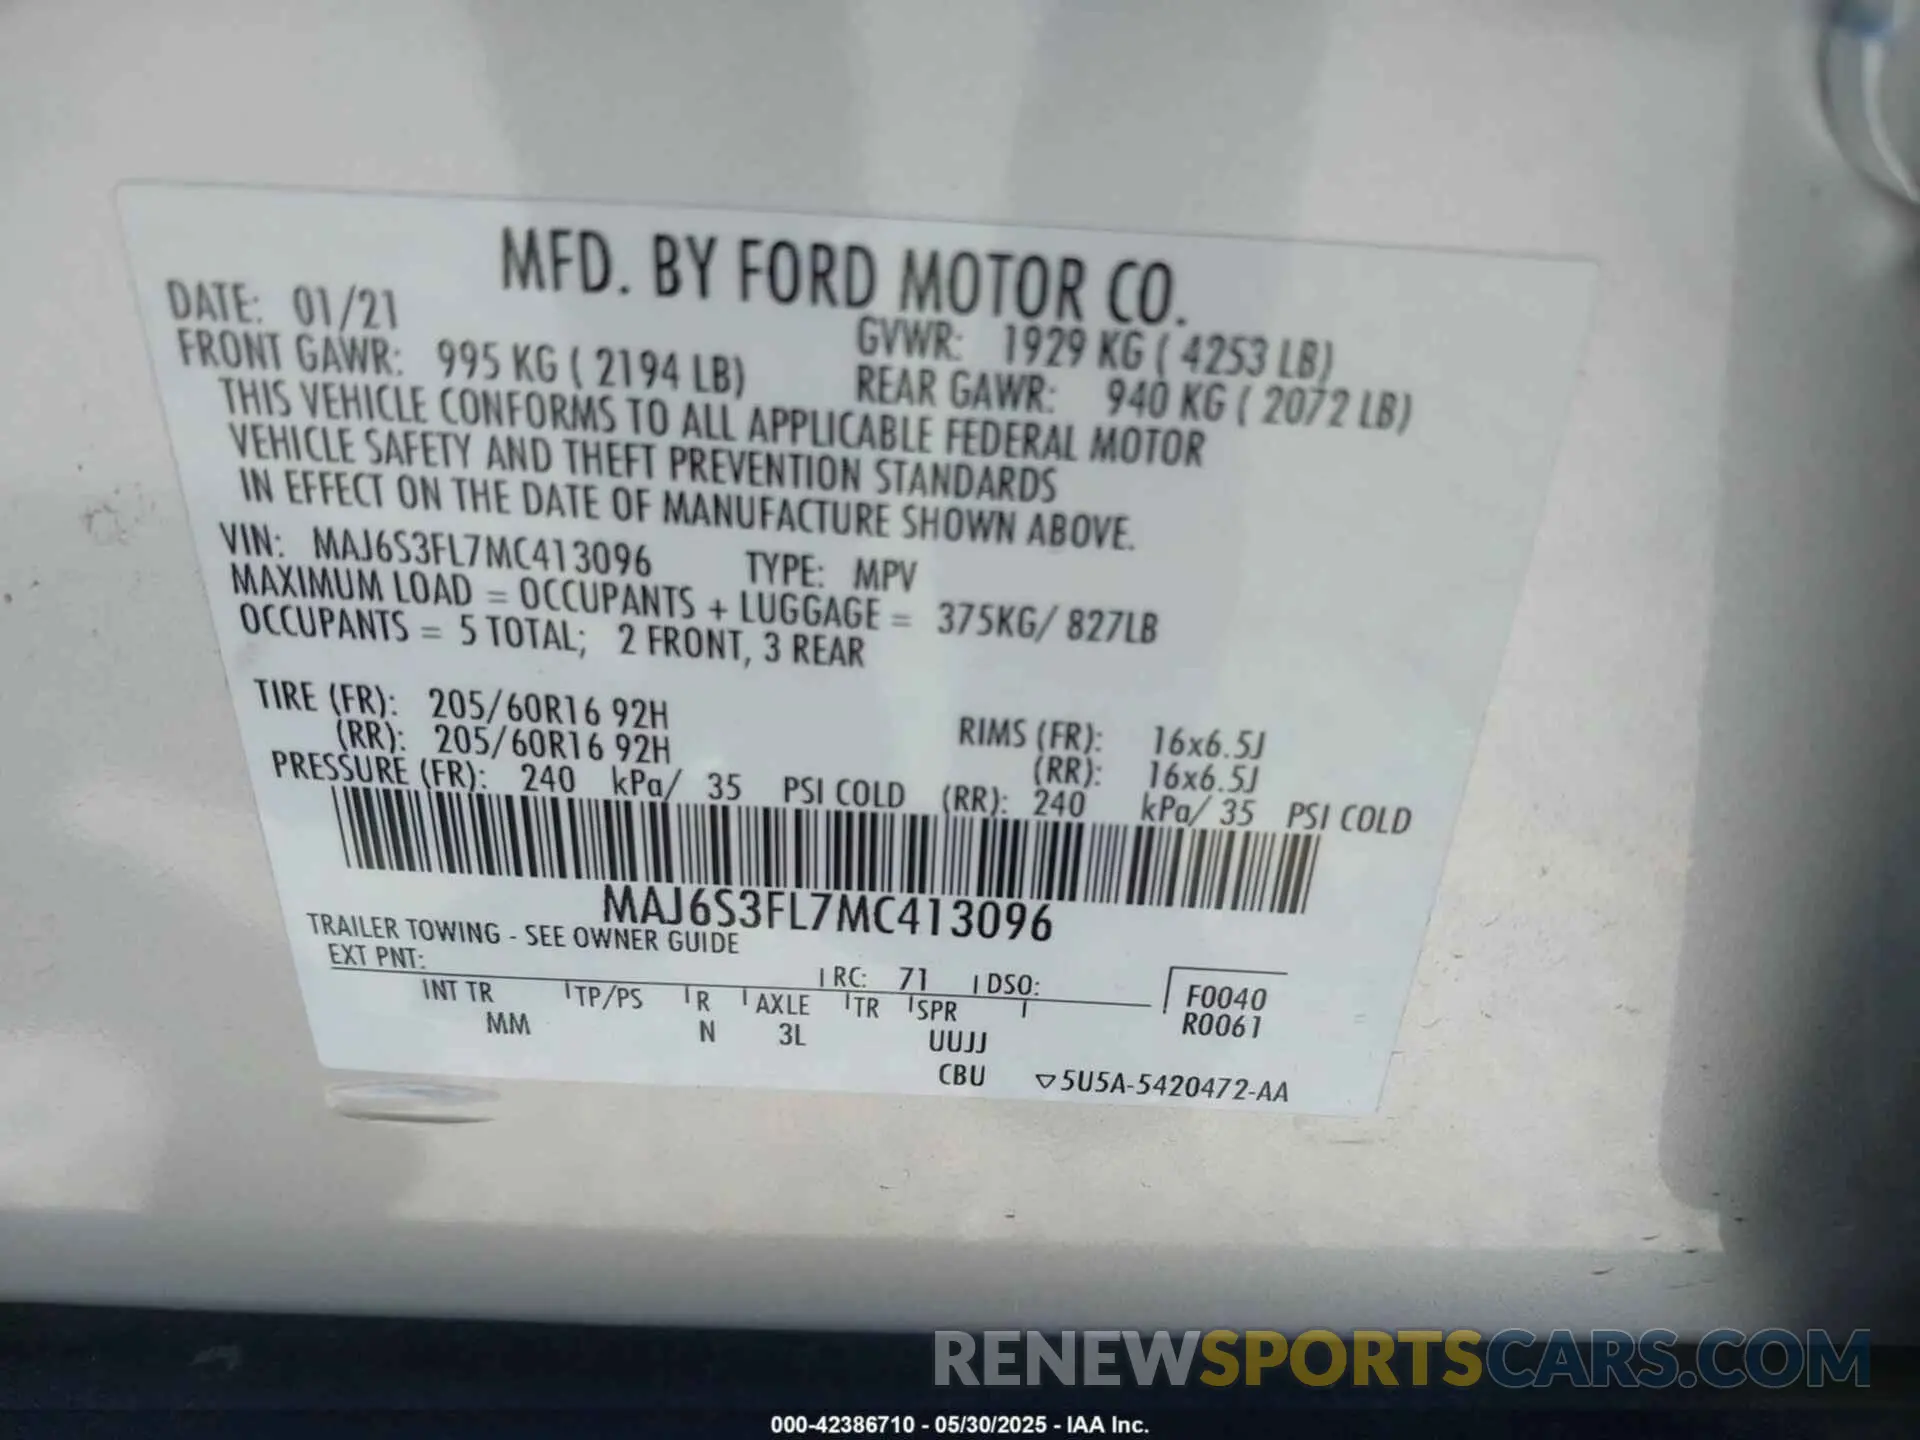 MFD. BY FORD MOTOR CO.
DATE: 01/21 GVWR: 1929 KG ( 4253 LB)
FRONT GAWR: 995 KG ( 2194 LB) REAR GAWR: 940 KG ( 2072 LB)
THIS VEHICLE CONFORMS TO ALL APPLICABLE FEDERAL MOTOR
VEHICLE SAFETY AND THEFT PREVENTION STANDARDS
IN EFFECT ON THE DATE OF MANUFACTURE SHOWN ABOVE.
VIN: MAJ6S3FL7MC413096 TYPE: MPV
MAXIMUM LOAD = OCCUPANTS + LUGGAGE = 375KG/ 827LB
OCCUPANTS = 5 TOTAL; 2 FRONT, 3 REAR
TIRE (FR): 205/60R16 92H RIMS (FR): 16x6.5J
(RR): 205/60R16 92H (RR): 16x6.5J
PRESSURE (FR): 240 kPa/ 35 PSI COLD (RR): 240 kPa/ 35 PSI COLD
MAJ6S3FL7MC413096
TRAILER TOWING - SEE OWNER GUIDE
EXT PNT: RC: 71 DSO: F0040
INT TR TP/PS R AXLE TR SPR R0061
MM N 3L UUJJ
CBU ▽5U5A-5420472-AA
RENEWSPORTSCARS.COM
000-42386710 - 05/30/2025 - IAA Inc.